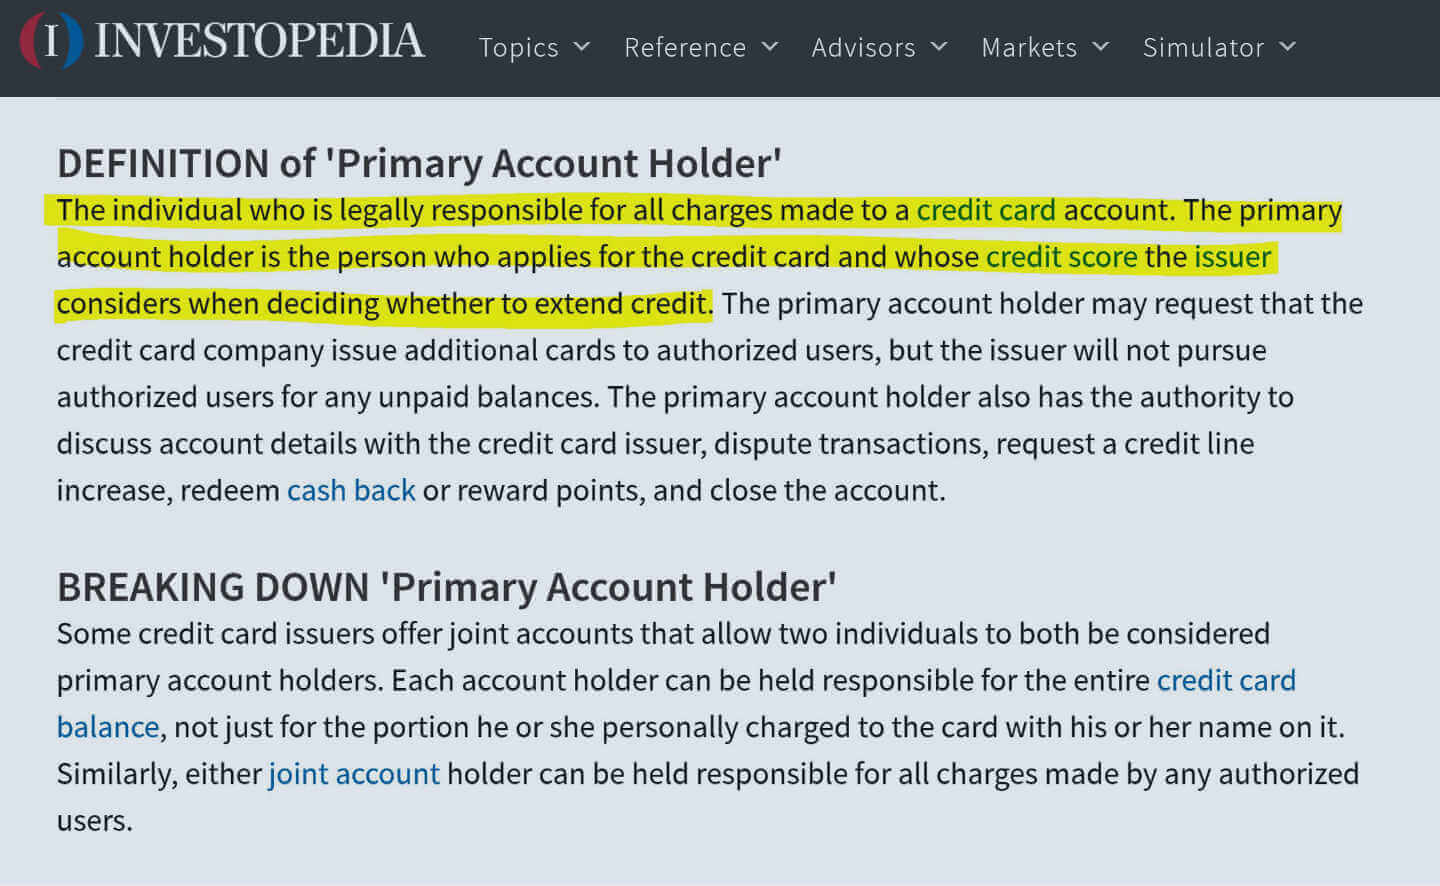 (I) INVESTOPEDIA Topics Reference Advisors Markets Simulator
DEFINITION of 'Primary Account Holder'
The individual who is legally responsible for all charges made to a credit card account. The primary
account holder is the person who applies for the credit card and whose credit score the issuer
considers when deciding whether to extend credit. The primary account holder may request that the
credit card company issue additional cards to authorized users, but the issuer will not pursue
authorized users for any unpaid balances. The primary account holder also has the authority to
discuss account details with the credit card issuer, dispute transactions, request a credit line
increase, redeem cash back or reward points, and close the account.
BREAKING DOWN 'Primary Account Holder'
Some credit card issuers offer joint accounts that allow two individuals to both be considered
primary account holders. Each account holder can be held responsible for the entire credit card
balance, not just for the portion he or she personally charged to the card with his or her name on it.
Similarly, either joint account holder can be held responsible for all charges made by any authorized
users.